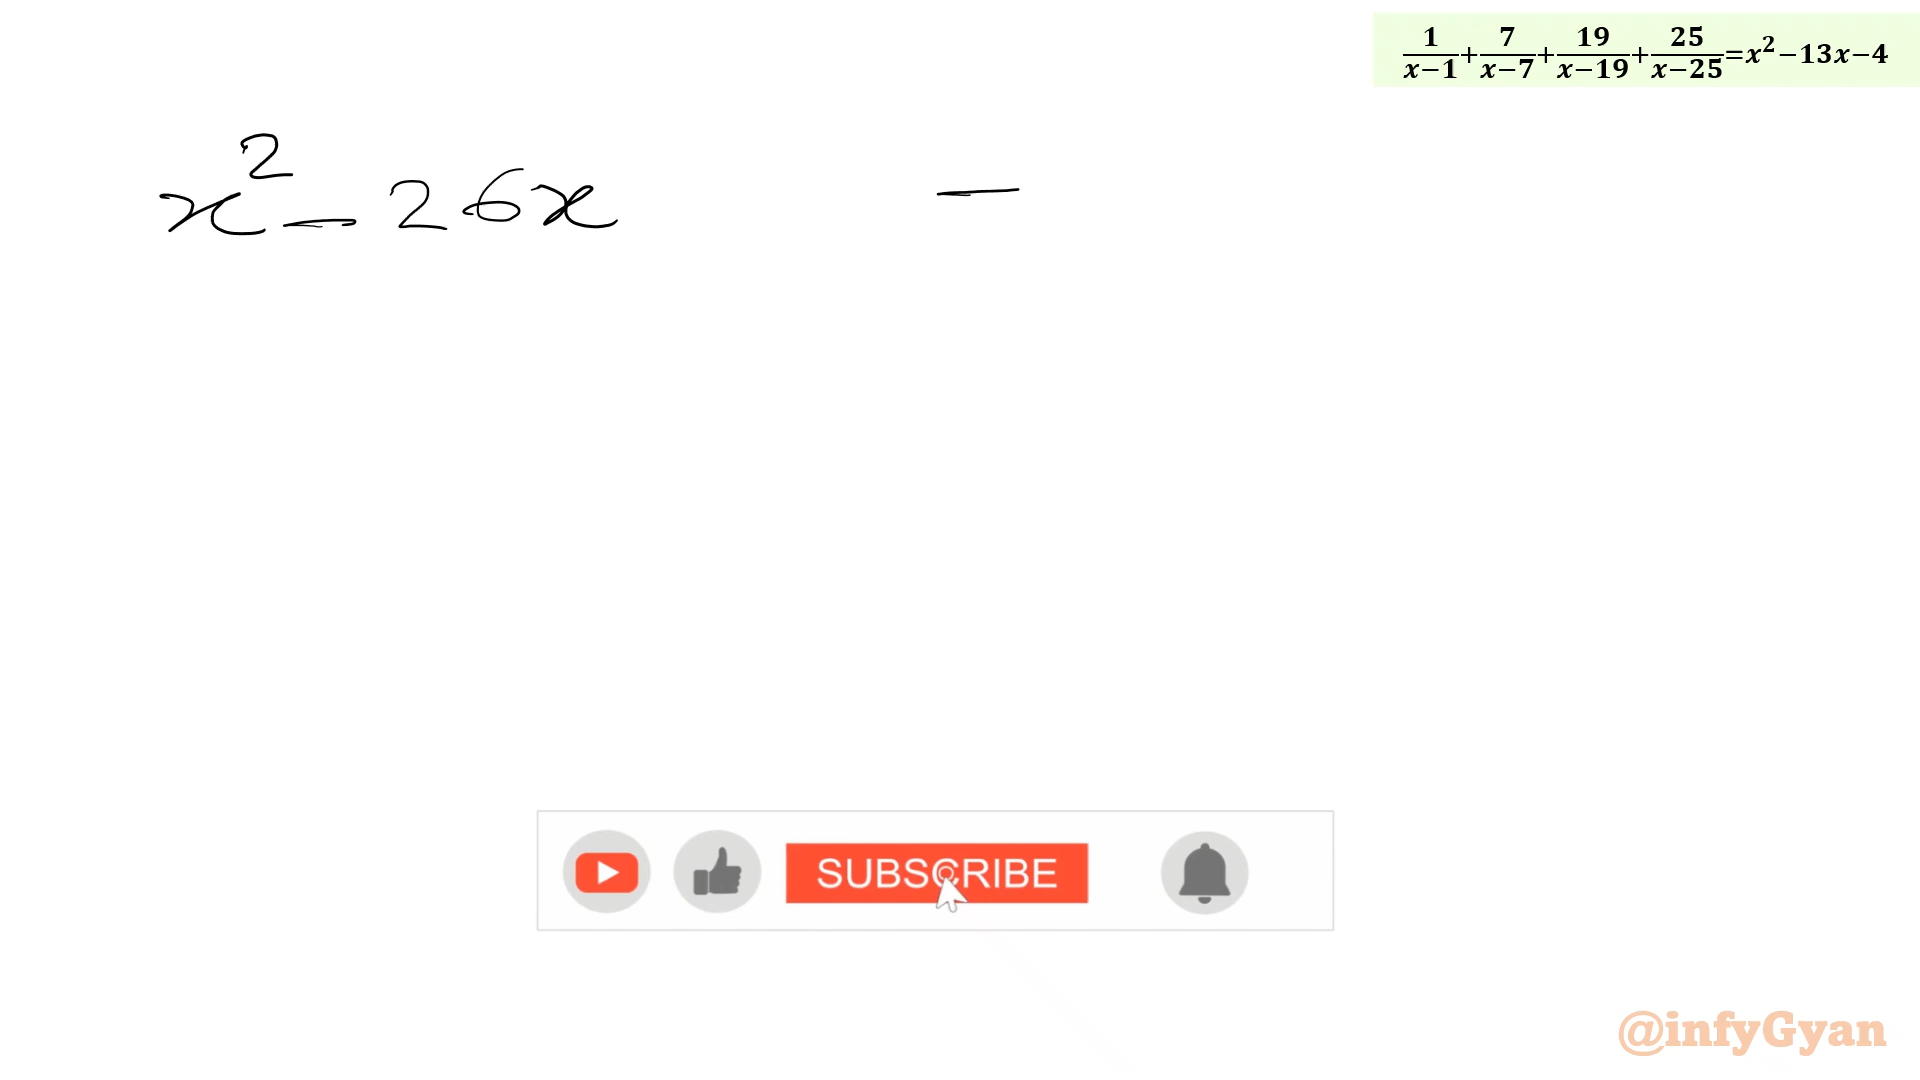 1/(x−1) + 7/(x−7) + 19/(x−19) + 25/(x−25) = x² − 13x − 4
x² − 26x −
SUBSCRIBE
@infyGyan